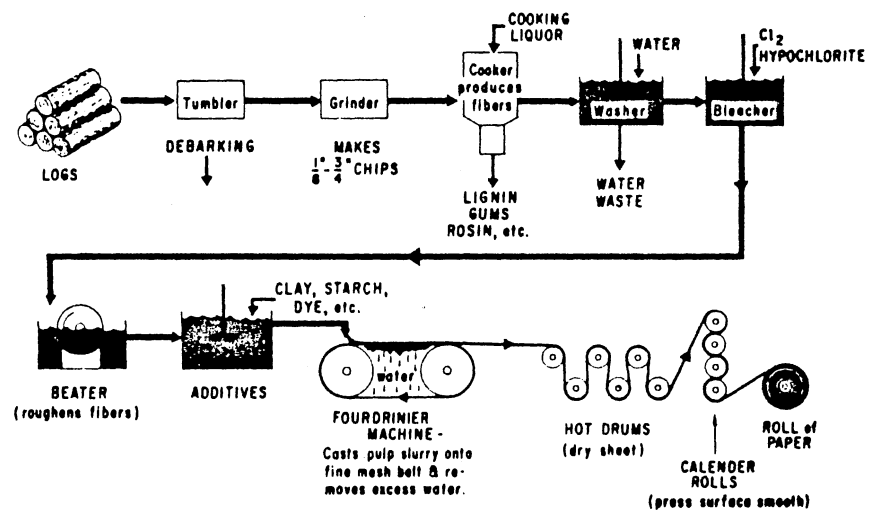 COOKING
LIQUOR
WATER
Cl2
HYPOCHLORITE
Tumbler
Grinder
Cooker
produces
fibers
Washer
Bleecher
LOGS
DEBARKING
MAKES
1/8"-3/4" CHIPS
LIGNIN
GUMS
ROSIN, etc.
WATER
WASTE
CLAY, STARCH,
DYE, etc.
BEATER
(roughens fibers)
ADDITIVES
water
FOURDRINIER
MACHINE-
Casts pulp slurry onto
fine mesh belt & re-
moves excess water.
HOT DRUMS
(dry sheet)
CALENDER
ROLLS
(press surface smooth)
ROLL of
PAPER